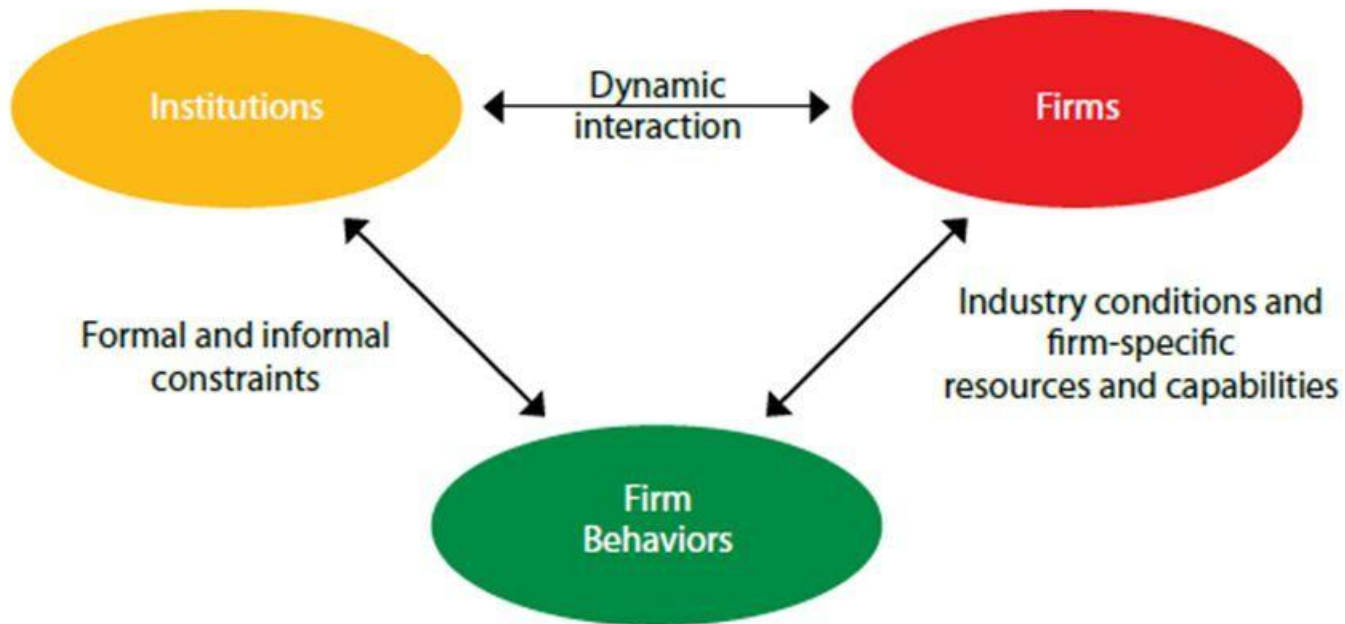 Institutions
Dynamic
interaction
Firms
Formal and informal
constraints
Industry conditions and
firm-specific
resources and capabilities
Firm
Behaviors